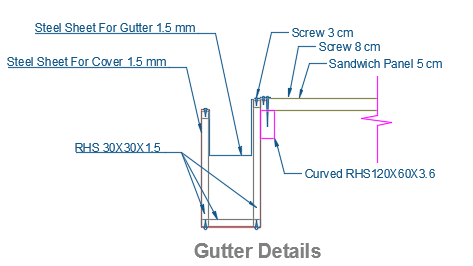 Steel Sheet For Gutter 1.5 mm
Screw 3 cm
Screw 8 cm
Steel Sheet For Cover 1.5 mm
Sandwich Panel 5 cm
RHS 30X30X1.5
Curved RHS120X60X3.6
Gutter Details